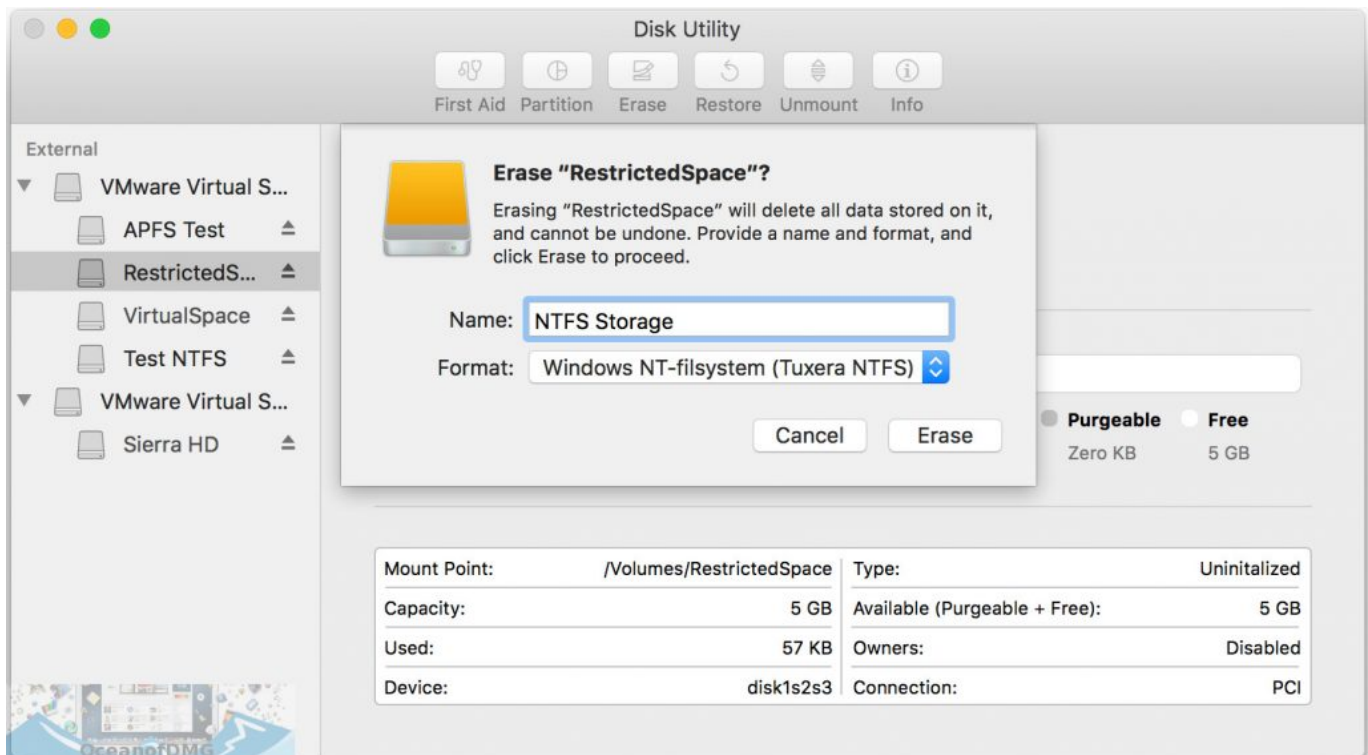 Disk Utility
First Aid Partition Erase Restore Unmount Info
External
VMware Virtual S...
APFS Test
RestrictedS...
VirtualSpace
Test NTFS
VMware Virtual S...
Sierra HD
Erase “RestrictedSpace”?
Erasing “RestrictedSpace” will delete all data stored on it,
and cannot be undone. Provide a name and format, and
click Erase to proceed.
Name: NTFS Storage
Format: Windows NT-filsystem (Tuxera NTFS)
Cancel Erase
Purgeable Free
Zero KB 5 GB
Mount Point: /Volumes/RestrictedSpace Type: Uninitalized
Capacity: 5 GB Available (Purgeable + Free): 5 GB
Used: 57 KB Owners: Disabled
Device: disk1s2s3 Connection: PCI
OceanofDMG